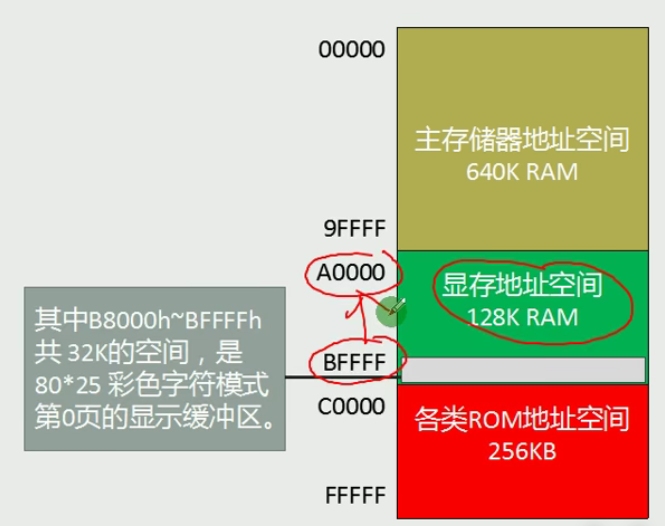 00000
主存储器地址空间
640K RAM
9FFFF
A0000
显存地址空间
128K RAM
其中B8000h~BFFFFh
共 32K的空间，是
80*25 彩色字符模式
第0页的显示缓冲区。
BFFFF
C0000
各类ROM地址空间
256KB
FFFFF